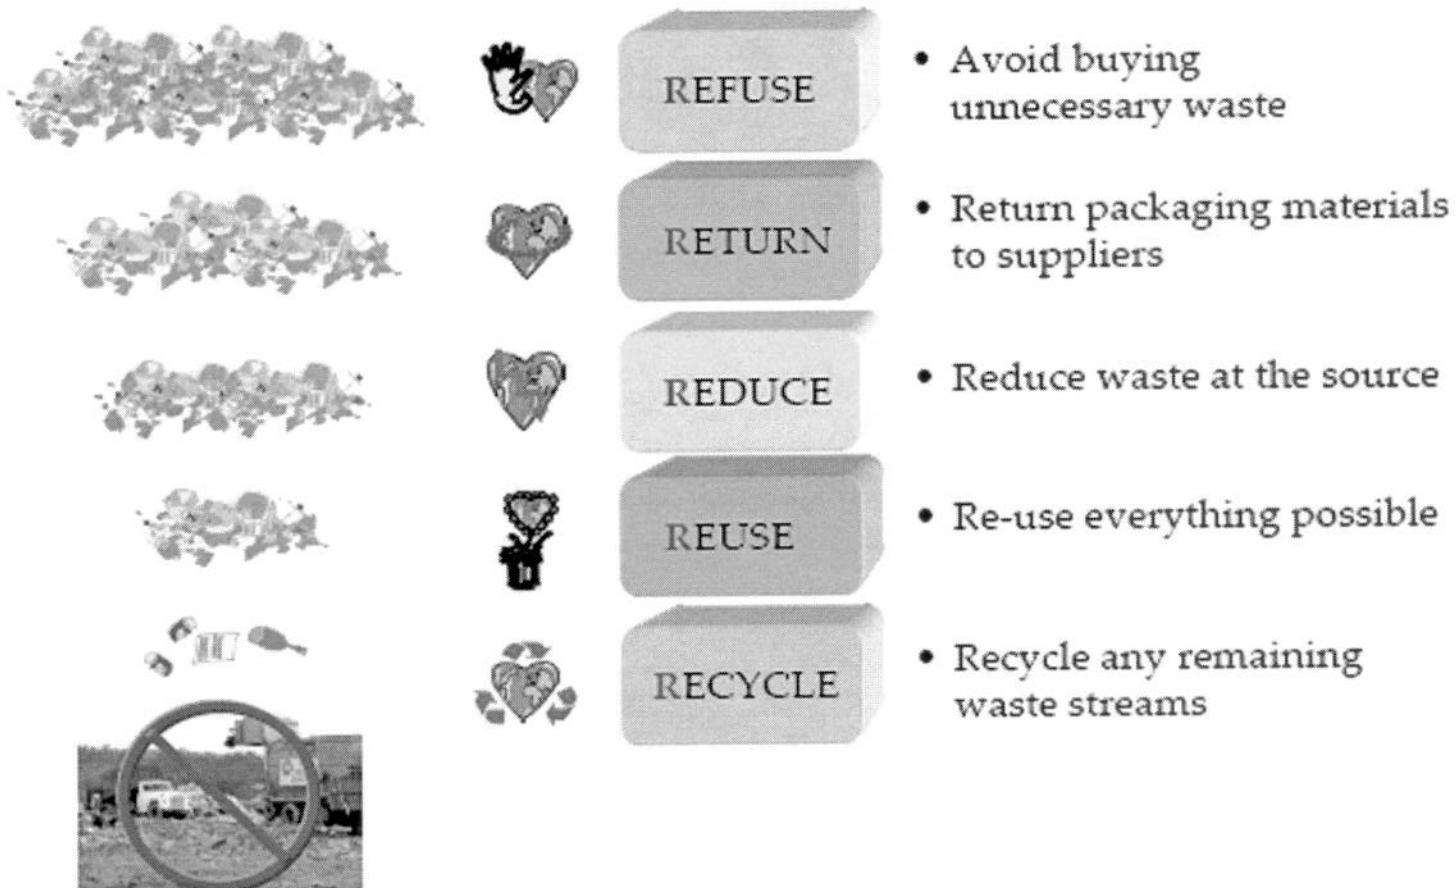 REFUSE
• Avoid buying
unnecessary waste
RETURN
• Return packaging materials
to suppliers
REDUCE
• Reduce waste at the source
REUSE
• Re-use everything possible
RECYCLE
• Recycle any remaining
waste streams